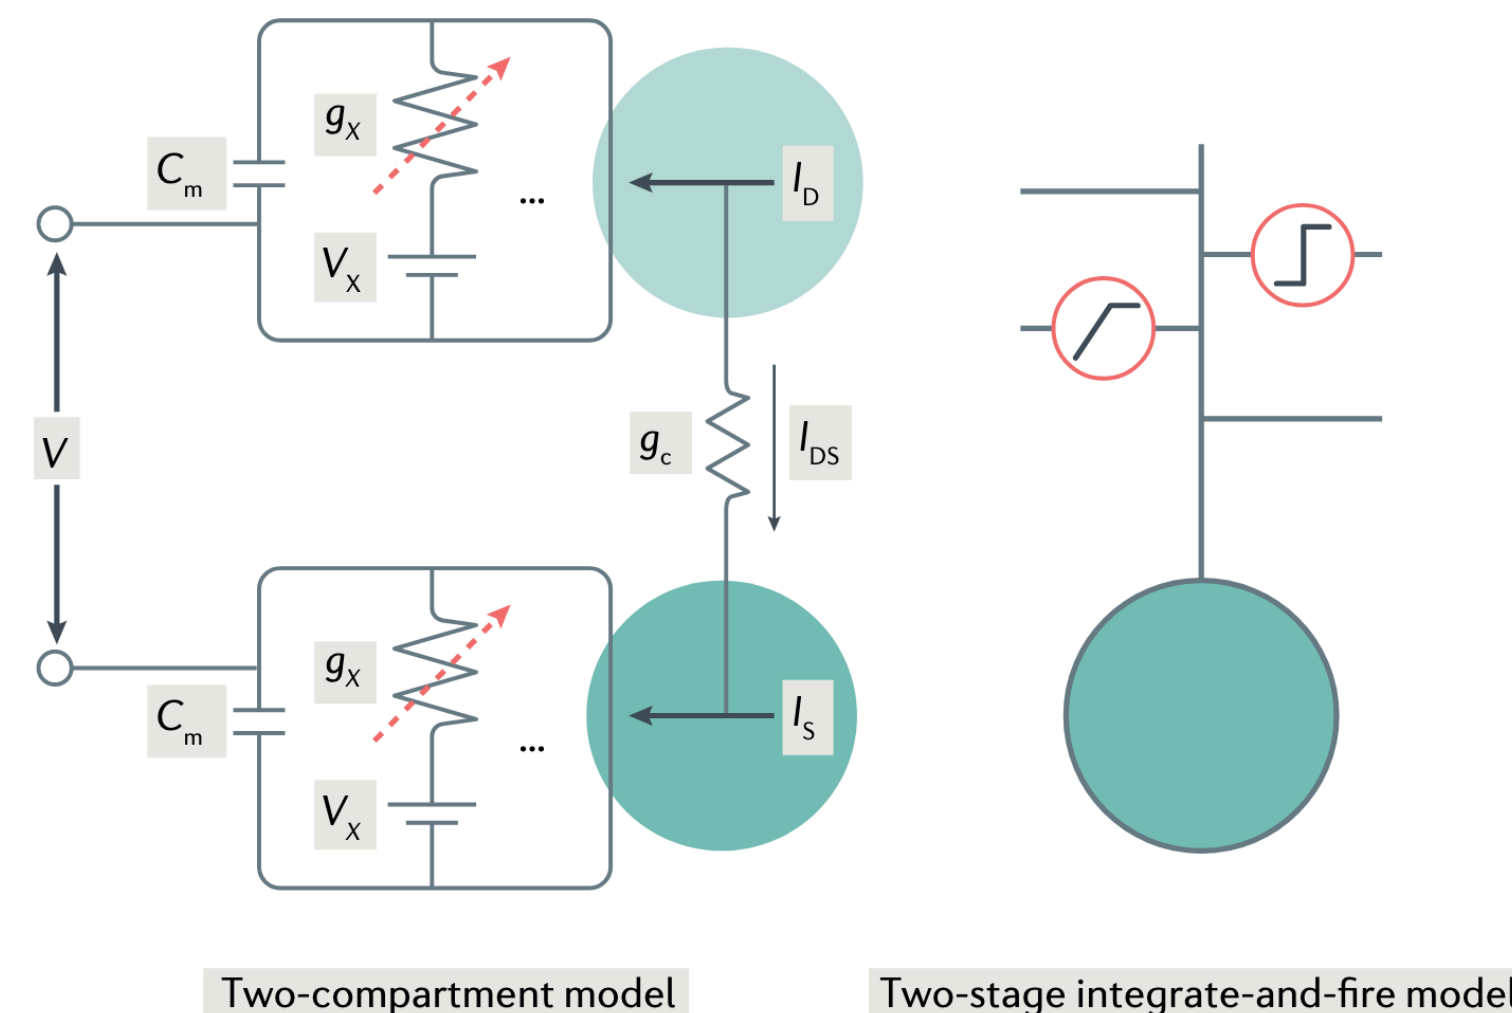 g_X
C_m
...
I_D
V_X
V
g_c
I_DS
g_X
C_m
...
I_S
V_X
Two-compartment model
Two-stage integrate-and-fire model